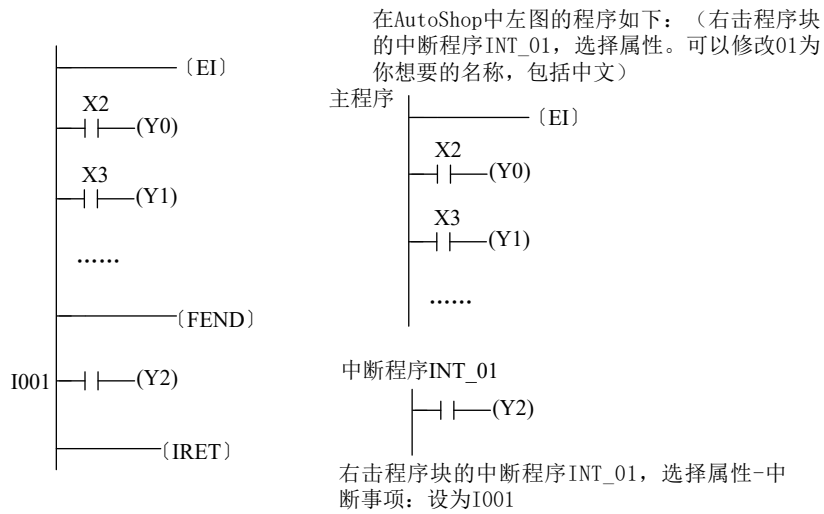 〔EI〕
X2
(Y0)
X3
(Y1)
……
〔FEND〕
I001
(Y2)
〔IRET〕
在AutoShop中左图的程序如下：（右击程序块
的中断程序INT_01，选择属性。可以修改01为
你想要的名称，包括中文）
主程序
〔EI〕
X2
(Y0)
X3
(Y1)
……
中断程序INT_01
(Y2)
右击程序块的中断程序INT_01，选择属性-中
断事项：设为I001